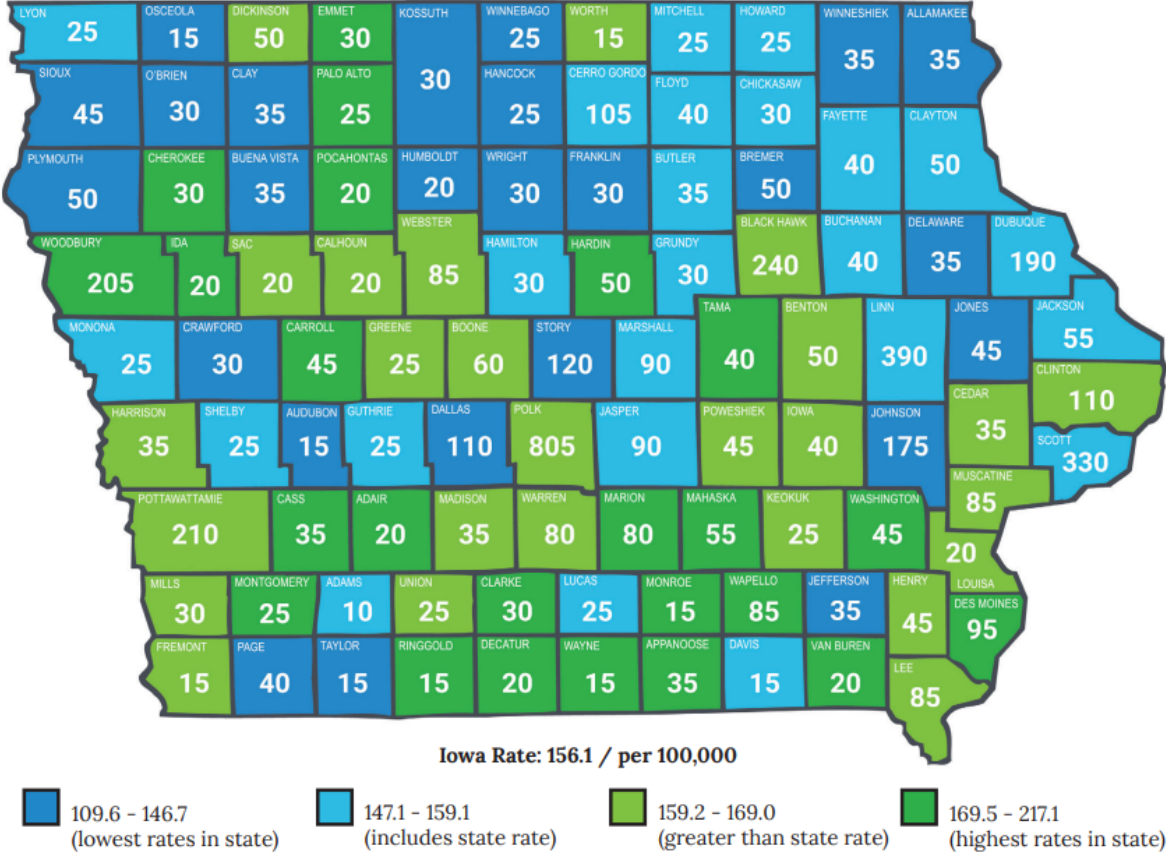 LYON
25
OSCEOLA
15
DICKINSON
50
EMMET
30
KOSSUTH
30
WINNEBAGO
25
WORTH
15
MITCHELL
25
HOWARD
25
WINNESHIEK
35
ALLAMAKEE
35
SIOUX
45
O'BRIEN
30
CLAY
35
PALO ALTO
25
HANCOCK
25
CERRO GORDO
105
FLOYD
40
CHICKASAW
30
FAYETTE
40
CLAYTON
50
PLYMOUTH
50
CHEROKEE
30
BUENA VISTA
35
POCAHONTAS
20
HUMBOLDT
20
WRIGHT
30
FRANKLIN
30
BUTLER
35
BREMER
50
WOODBURY
205
IDA
20
SAC
20
CALHOUN
20
WEBSTER
85
HAMILTON
30
HARDIN
50
GRUNDY
30
BLACK HAWK
240
BUCHANAN
40
DELAWARE
35
DUBUQUE
190
MONONA
25
CRAWFORD
30
CARROLL
45
GREENE
25
BOONE
60
STORY
120
MARSHALL
90
TAMA
40
BENTON
50
LINN
390
JONES
45
JACKSON
55
CLINTON
110
HARRISON
35
SHELBY
25
AUDUBON
15
GUTHRIE
25
DALLAS
110
POLK
805
JASPER
90
POWESHIEK
45
IOWA
40
JOHNSON
175
CEDAR
35
SCOTT
330
MUSCATINE
85
POTTAWATTAMIE
210
CASS
35
ADAIR
20
MADISON
35
WARREN
80
MARION
80
MAHASKA
55
KEOKUK
25
WASHINGTON
45
20
LOUISA
MILLS
30
MONTGOMERY
25
ADAMS
10
UNION
25
CLARKE
30
LUCAS
25
MONROE
15
WAPELLO
85
JEFFERSON
35
HENRY
45
DES MOINES
95
FREMONT
15
PAGE
40
TAYLOR
15
RINGGOLD
15
DECATUR
20
WAYNE
15
APPANOOSE
35
DAVIS
15
VAN BUREN
20
LEE
85
Iowa Rate: 156.1 / per 100,000
109.6 - 146.7
(lowest rates in state)
147.1 - 159.1
(includes state rate)
159.2 - 169.0
(greater than state rate)
169.5 - 217.1
(highest rates in state)